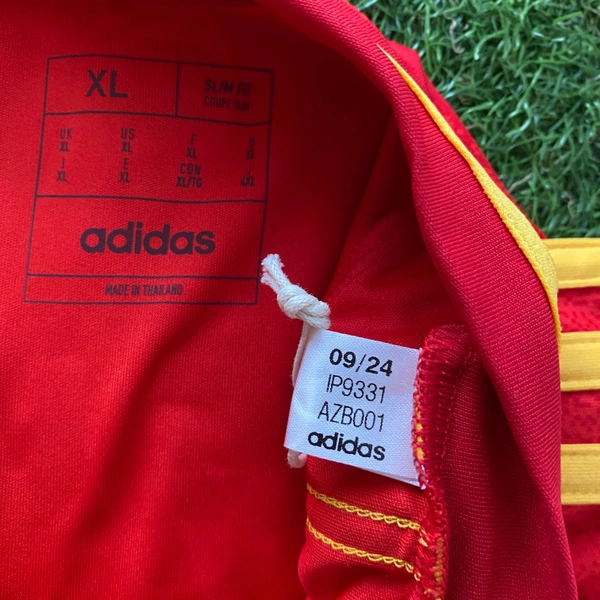 XL
SLIM FIT
COUPE SLIM
UK US F D
XL XL XL XL
I E CON J
XL XL XL/TG 4XL
adidas
MADE IN THAILAND
09/24
IP9331
AZB001
adidas